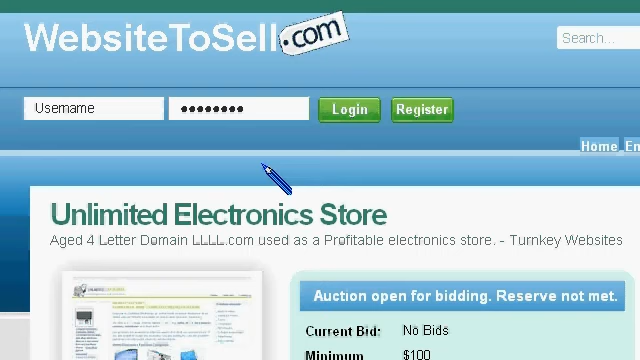 WebsiteToSell.com
Search...
Username
Login
Register
Home
Unlimited Electronics Store
Aged 4 Letter Domain LLLL.com used as a Profitable electronics store. - Turnkey Websites
Auction open for bidding. Reserve not met.
Current Bid: No Bids
Minimum $100